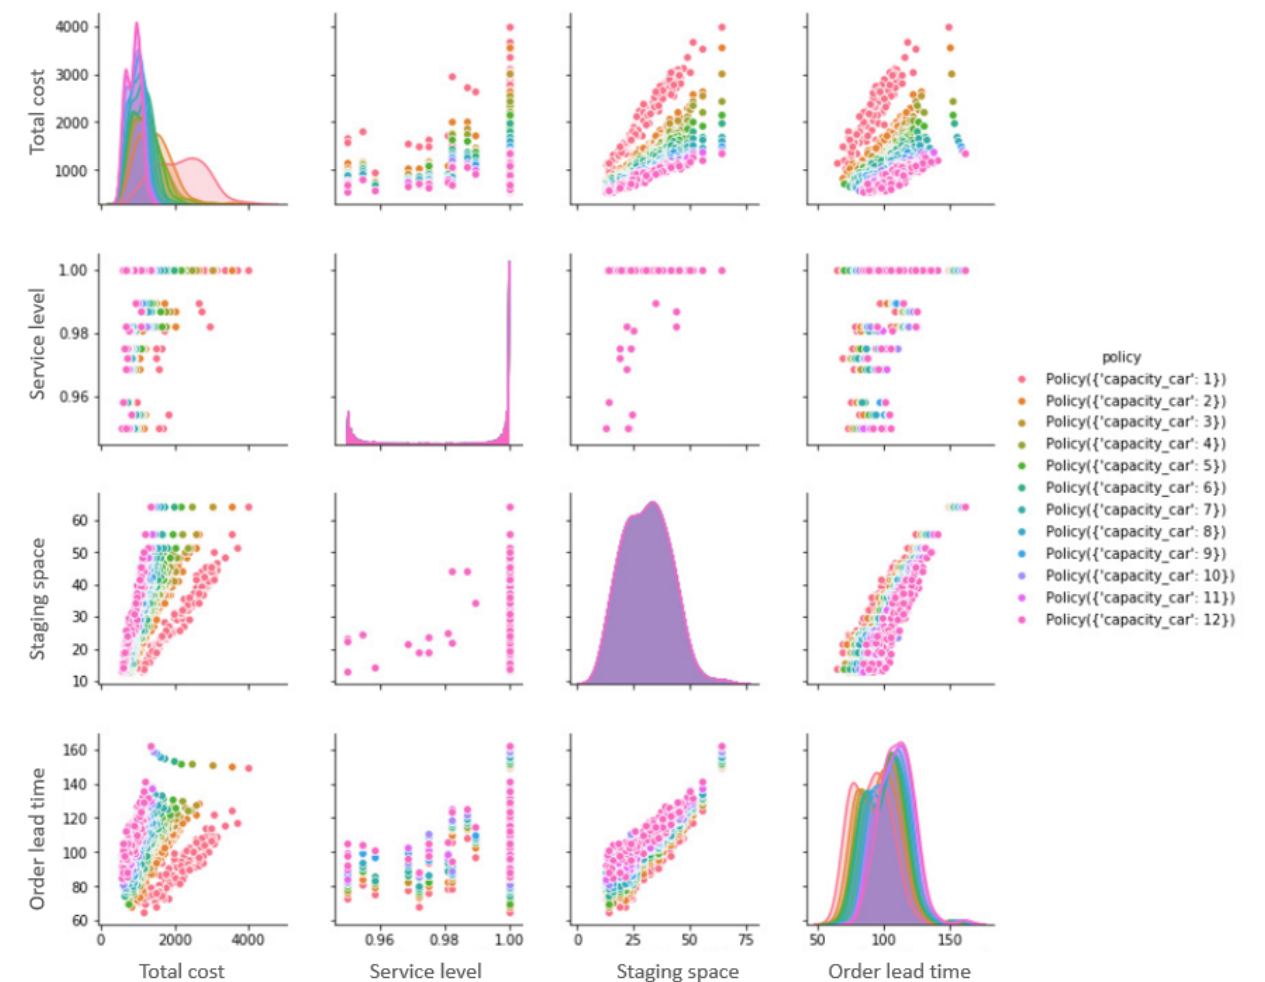 4000
3000
2000
1000
Total cost
1.00
0.98
0.96
Service level
60
50
40
30
20
10
Staging space
160
140
120
100
80
60
Order lead time
0 2000 4000
0.96 0.98 1.00
0 25 50 75
50 100 150
Total cost Service level Staging space Order lead time
policy
Policy({'capacity_car': 1})
Policy({'capacity_car': 2})
Policy({'capacity_car': 3})
Policy({'capacity_car': 4})
Policy({'capacity_car': 5})
Policy({'capacity_car': 6})
Policy({'capacity_car': 7})
Policy({'capacity_car': 8})
Policy({'capacity_car': 9})
Policy({'capacity_car': 10})
Policy({'capacity_car': 11})
Policy({'capacity_car': 12})